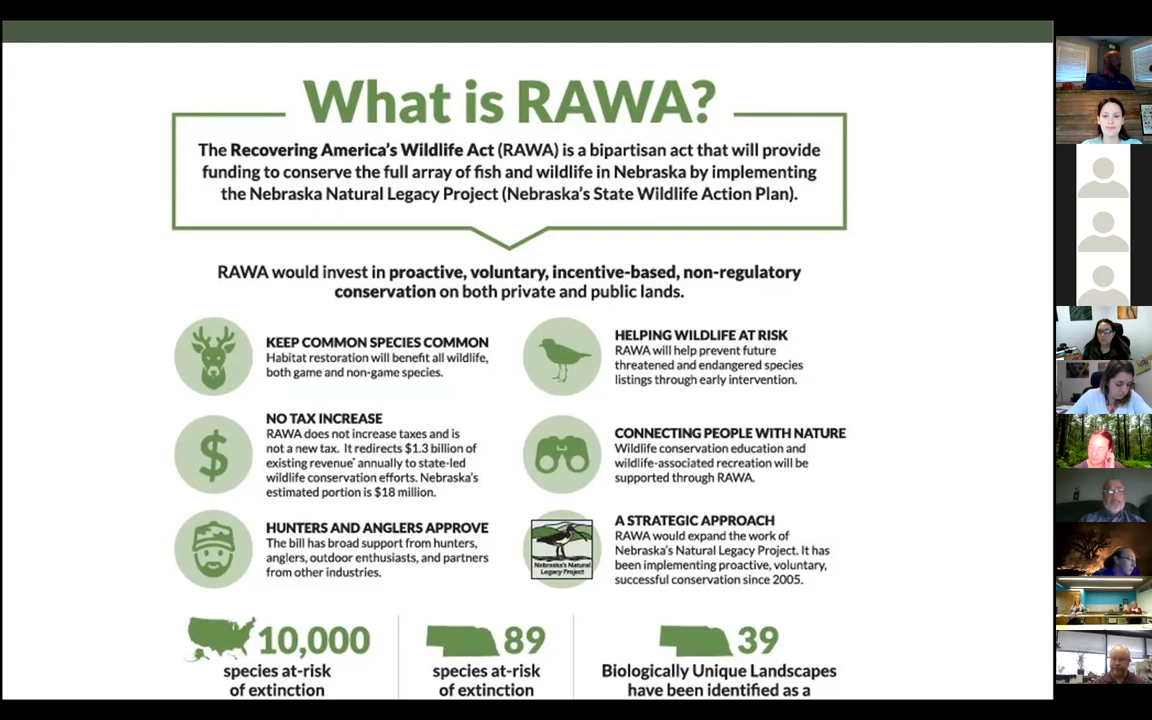 What is RAWA?
The Recovering America's Wildlife Act (RAWA) is a bipartisan act that will provide
funding to conserve the full array of fish and wildlife in Nebraska by implementing
the Nebraska Natural Legacy Project (Nebraska's State Wildlife Action Plan).
RAWA would invest in proactive, voluntary, incentive-based, non-regulatory
conservation on both private and public lands.
KEEP COMMON SPECIES COMMON
Habitat restoration will benefit all wildlife,
both game and non-game species.
HELPING WILDLIFE AT RISK
RAWA will help prevent future
threatened and endangered species
listings through early intervention.
$
NO TAX INCREASE
RAWA does not increase taxes and is
not a new tax. It redirects $1.3 billion of
existing revenue* annually to state-led
wildlife conservation efforts. Nebraska's
estimated portion is $18 million.
CONNECTING PEOPLE WITH NATURE
Wildlife conservation education and
wildlife-associated recreation will be
supported through RAWA.
HUNTERS AND ANGLERS APPROVE
The bill has broad support from hunters,
anglers, outdoor enthusiasts, and partners
from other industries.
Nebraska's Natural
Legacy Project
A STRATEGIC APPROACH
RAWA would expand the work of
Nebraska's Natural Legacy Project. It has
been implementing proactive, voluntary,
successful conservation since 2005.
10,000
species at-risk
of extinction
89
species at-risk
of extinction
39
Biologically Unique Landscapes
have been identified as a